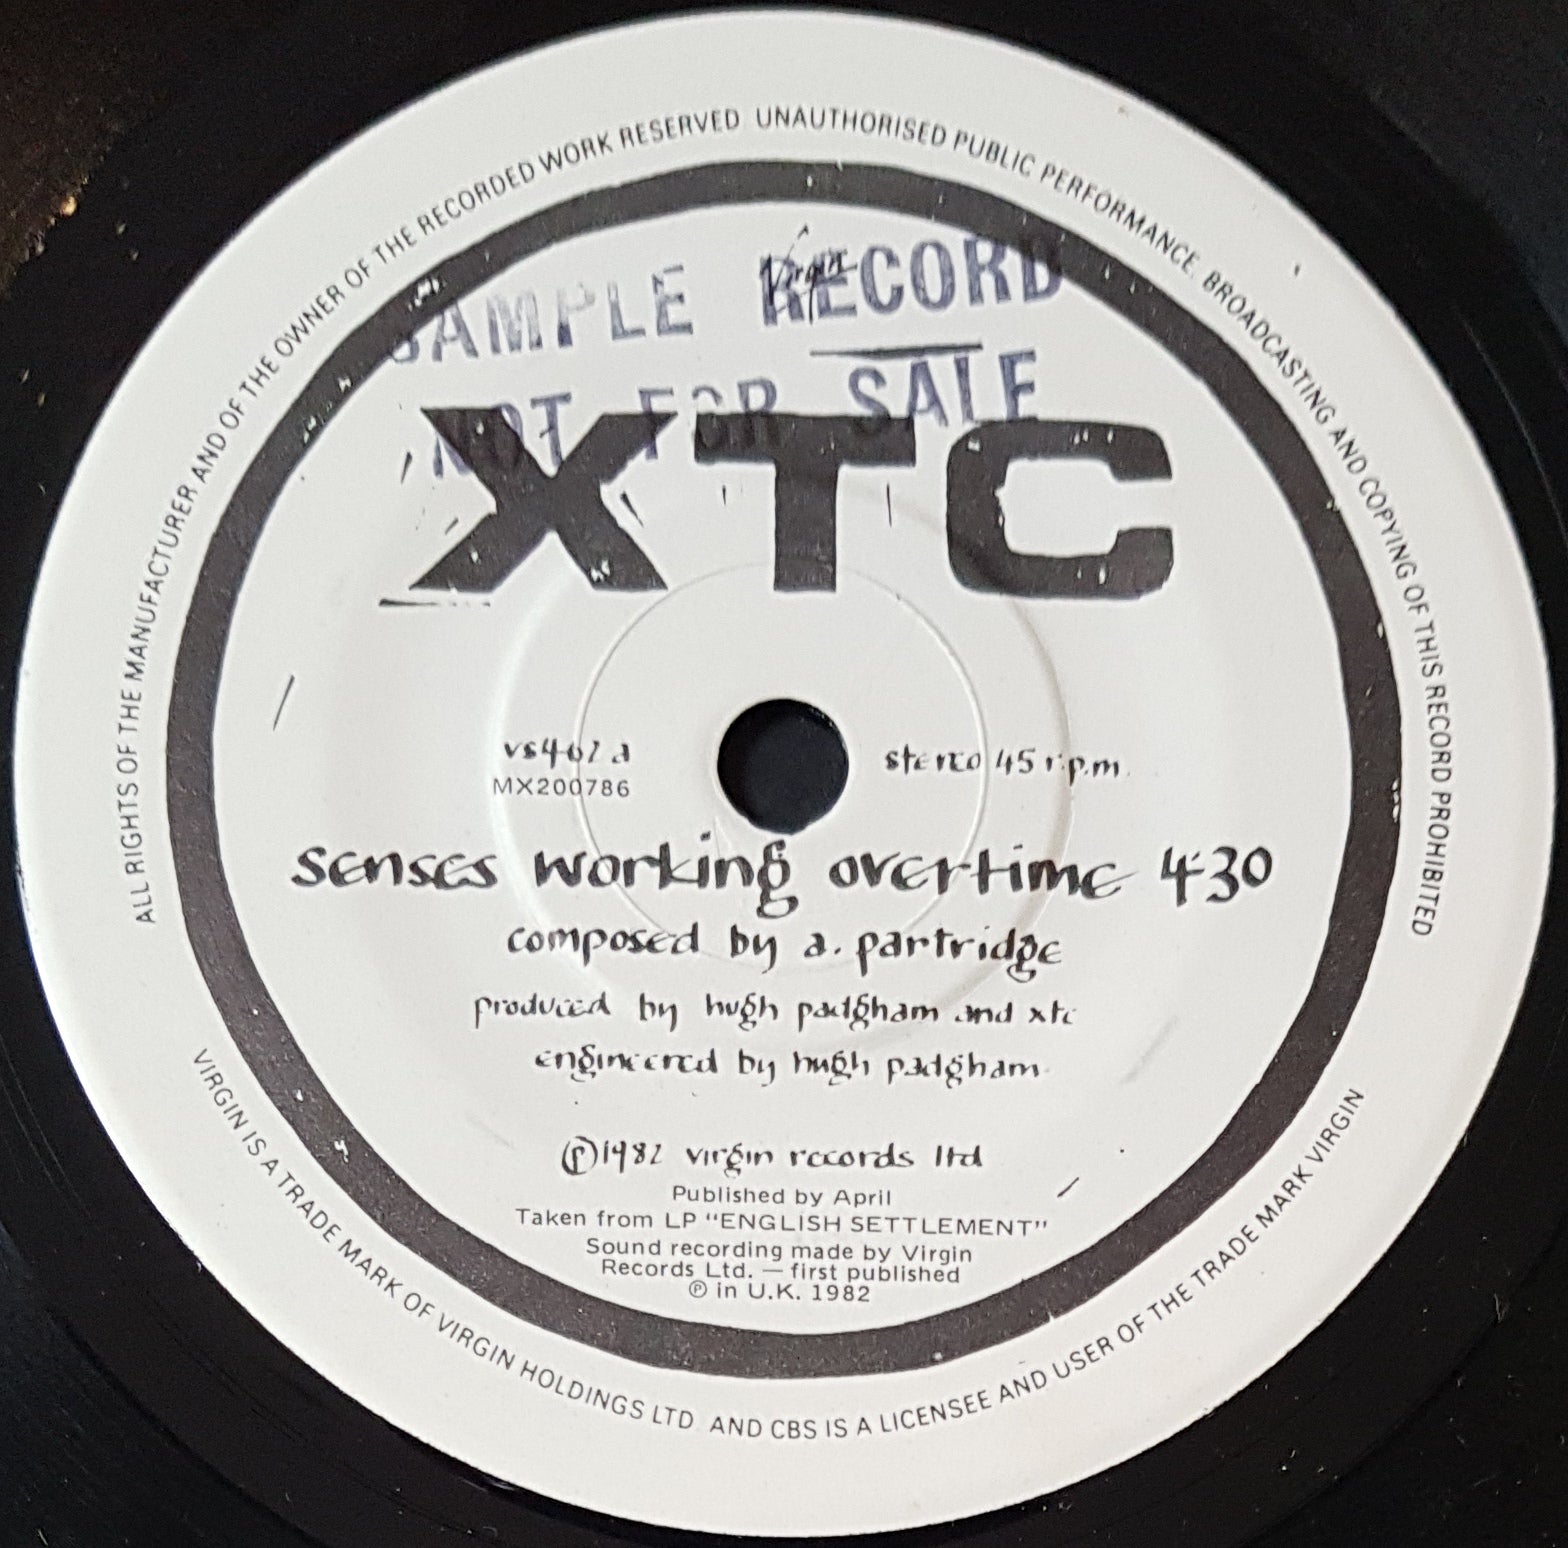 ALL RIGHTS OF THE MANUFACTURER AND OF THE OWNER OF THE RECORDED WORK RESERVED UNAUTHORISED PUBLIC PERFORMANCE BROADCASTING AND COPYING OF THIS RECORD PROHIBITED
Virgin
SAMPLE RECORD
NOT FOR SALE
XTC
vs462 a
MX200786
stereo 45 r.p.m.
senses working overtime 4·30
composed by a. partridge
produced by hugh padgham and xtc
engineered by hugh padgham
℗1982 virgin records ltd
Published by April
Taken from LP "ENGLISH SETTLEMENT"
Sound recording made by Virgin
Records Ltd. — first published
℗ in U.K. 1982
VIRGIN IS A TRADE MARK OF VIRGIN HOLDINGS LTD AND CBS IS A LICENSEE AND USER OF THE TRADE MARK VIRGIN